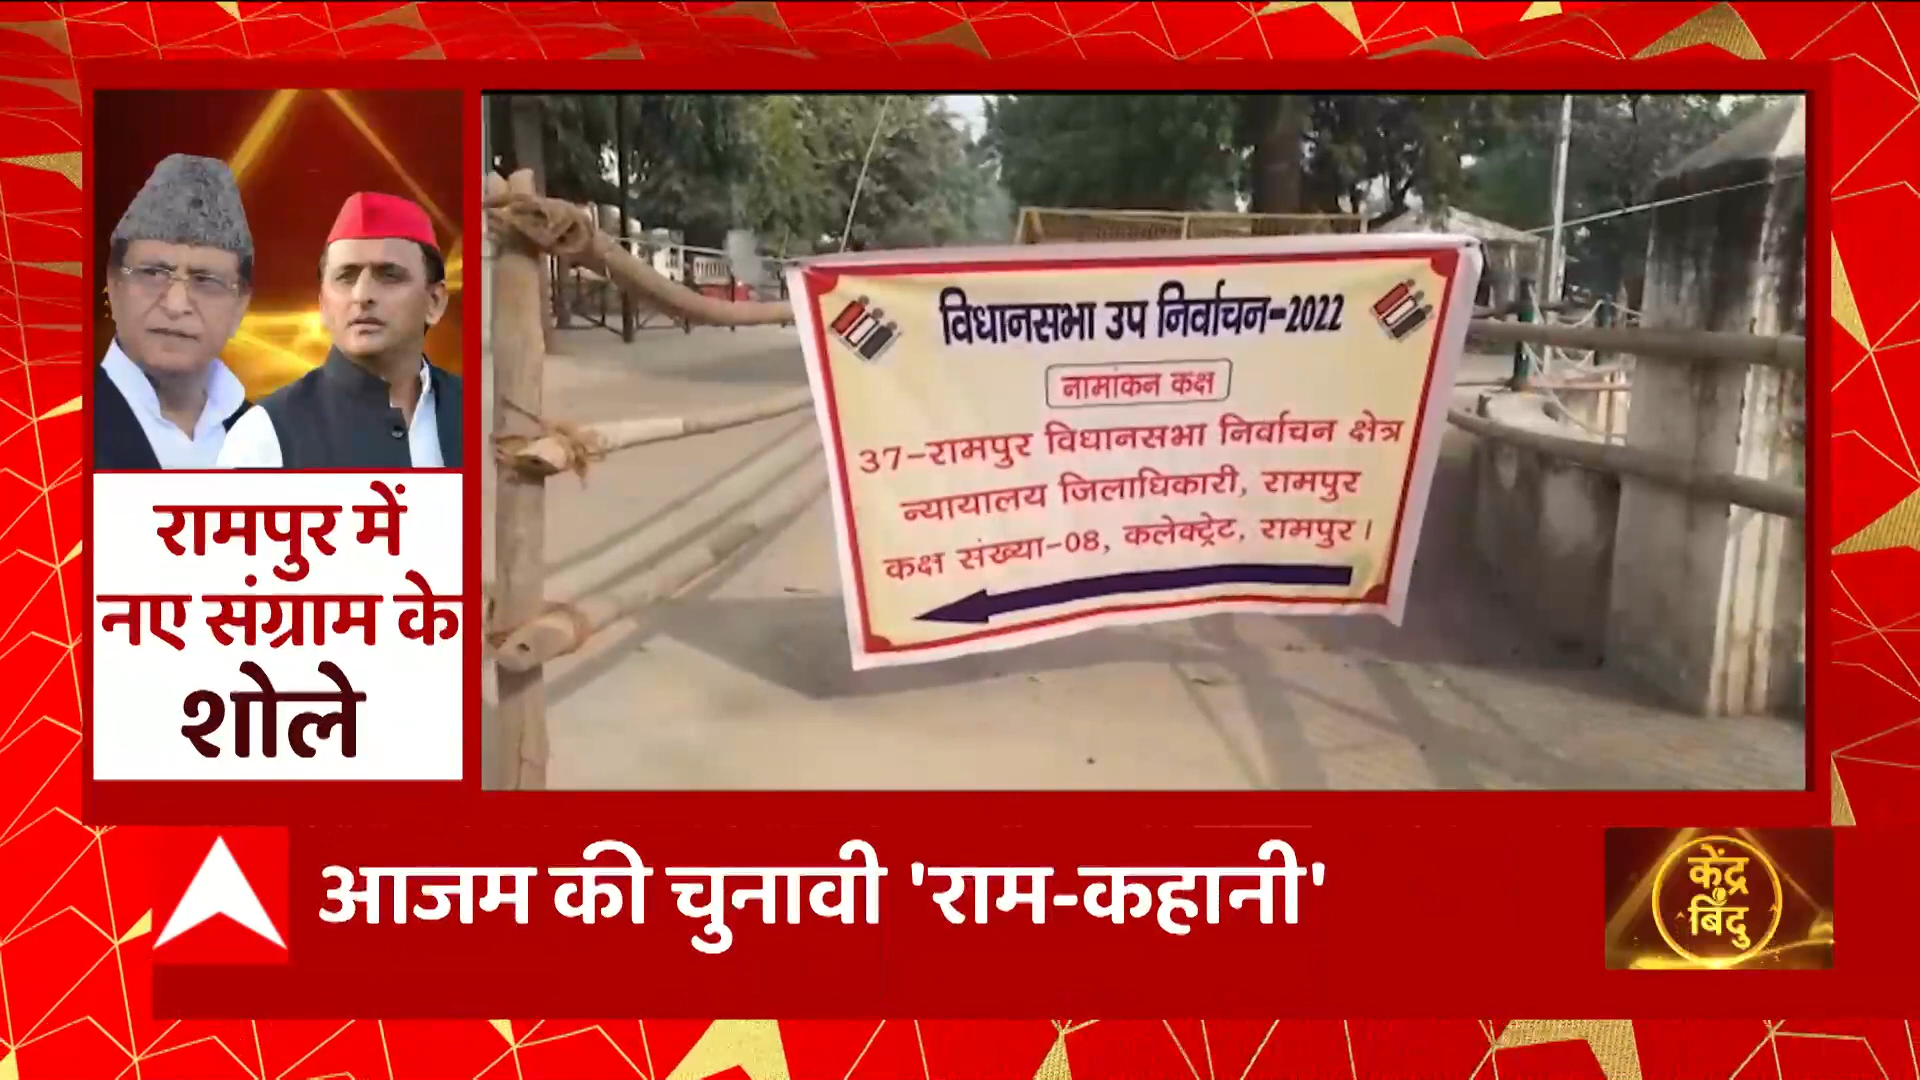 रामपुर में
नए संग्राम के
शोले
विधानसभा उप निर्वाचन-2022
नामांकन कक्ष
37-रामपुर विधानसभा निर्वाचन क्षेत्र
न्यायालय जिलाधिकारी, रामपुर
कक्ष संख्या-08, कलेक्ट्रेट, रामपुर।
आजम की चुनावी 'राम-कहानी'
केंद्र
बिंदु